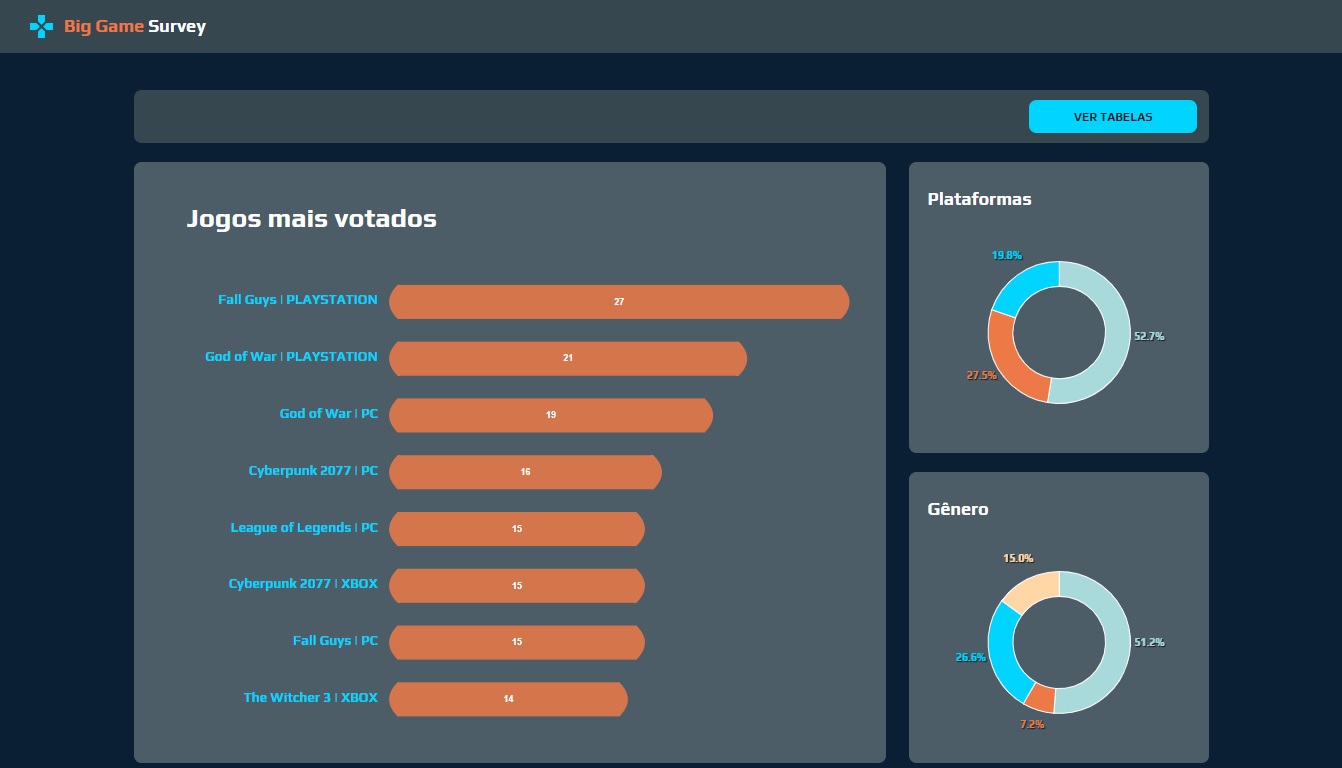 Big Game Survey
VER TABELAS
Jogos mais votados
Fall Guys | PLAYSTATION 27
God of War | PLAYSTATION 21
God of War | PC 19
Cyberpunk 2077 | PC 16
League of Legends | PC 15
Cyberpunk 2077 | XBOX 15
Fall Guys | PC 15
The Witcher 3 | XBOX 14
Plataformas
19.8%
52.7%
27.5%
Gênero
15.0%
51.2%
26.6%
7.2%